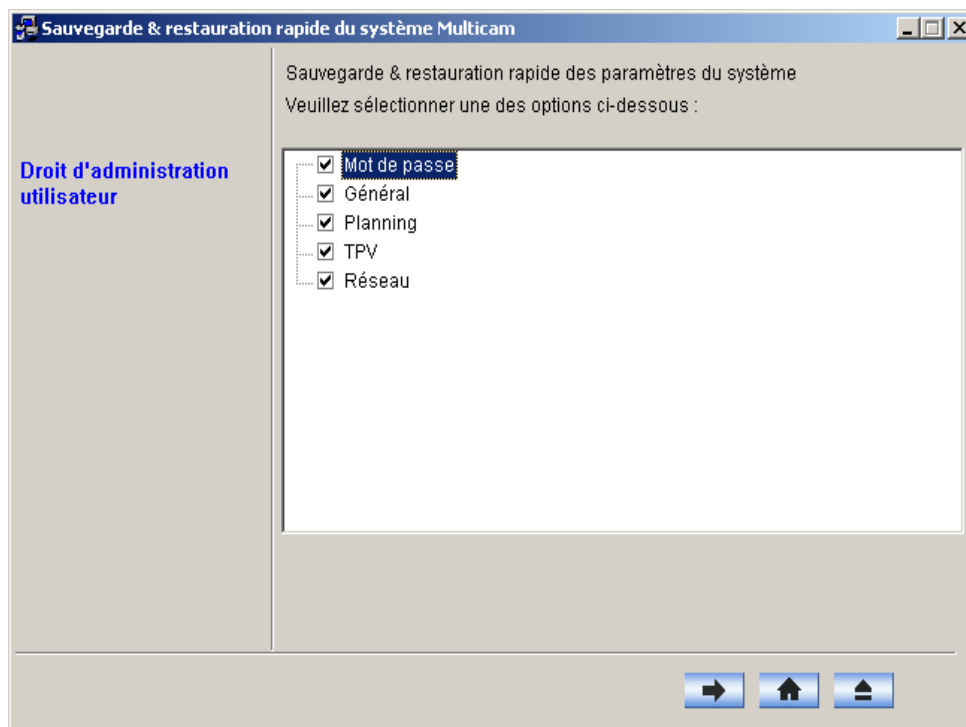 Sauvegarde & restauration rapide du système Multicam
Sauvegarde & restauration rapide des paramètres du système
Veuillez sélectionner une des options ci-dessous :
Droit d'administration
utilisateur
Mot de passe
Général
Planning
TPV
Réseau